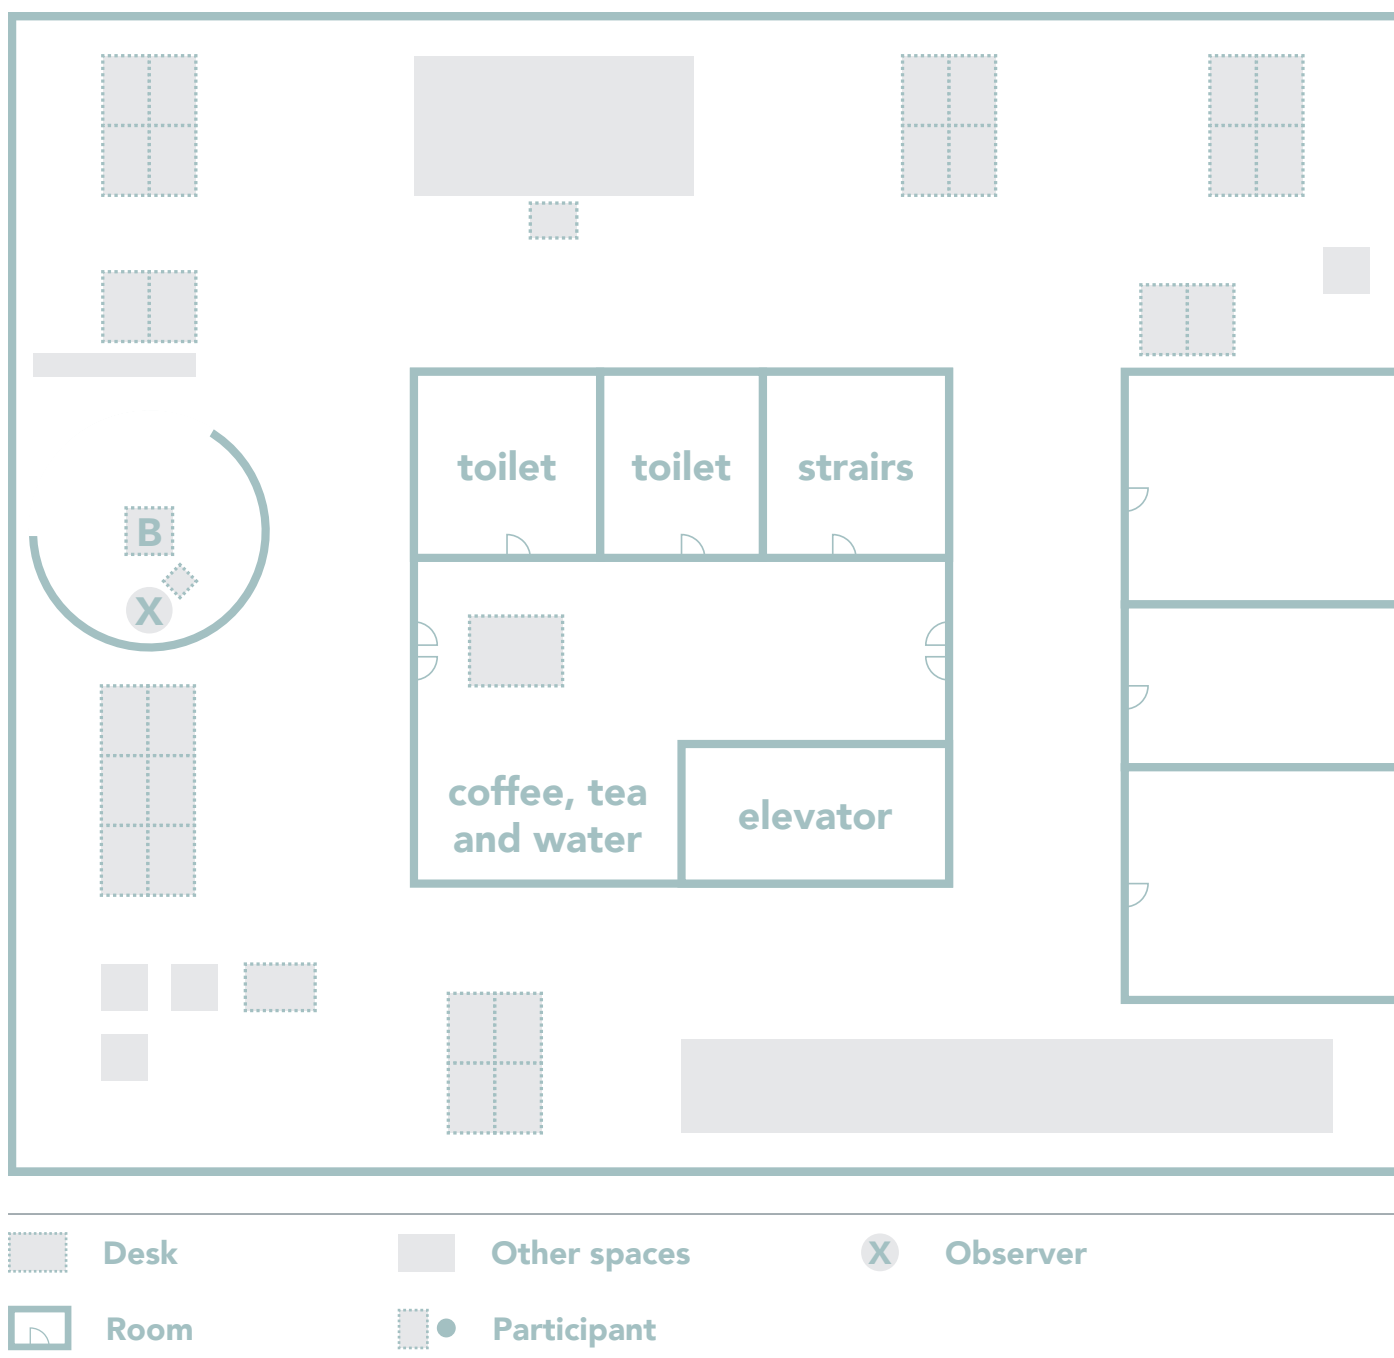 toilet
toilet
strairs
B
X
coffee, tea
and water
elevator
Desk
Other spaces
X
Observer
Room
Participant